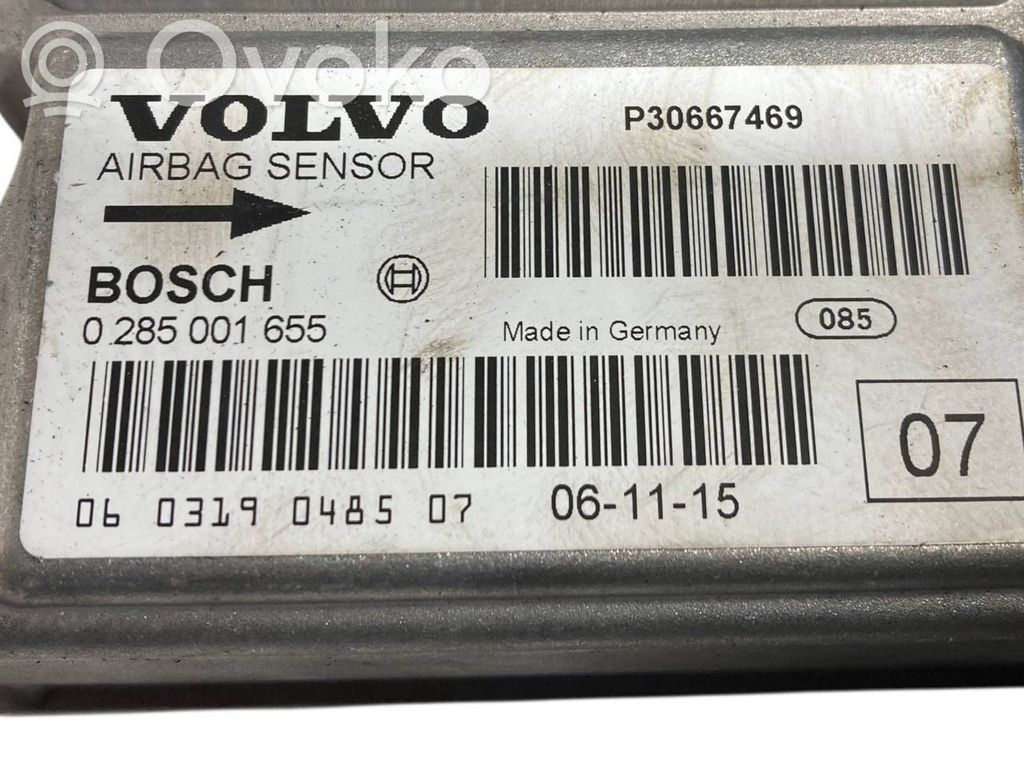 Ovoko
VOLVO
P30667469
AIRBAG SENSOR
BOSCH
0 285 001 655
Made in Germany
085
07
06 0319 0485 07
06-11-15